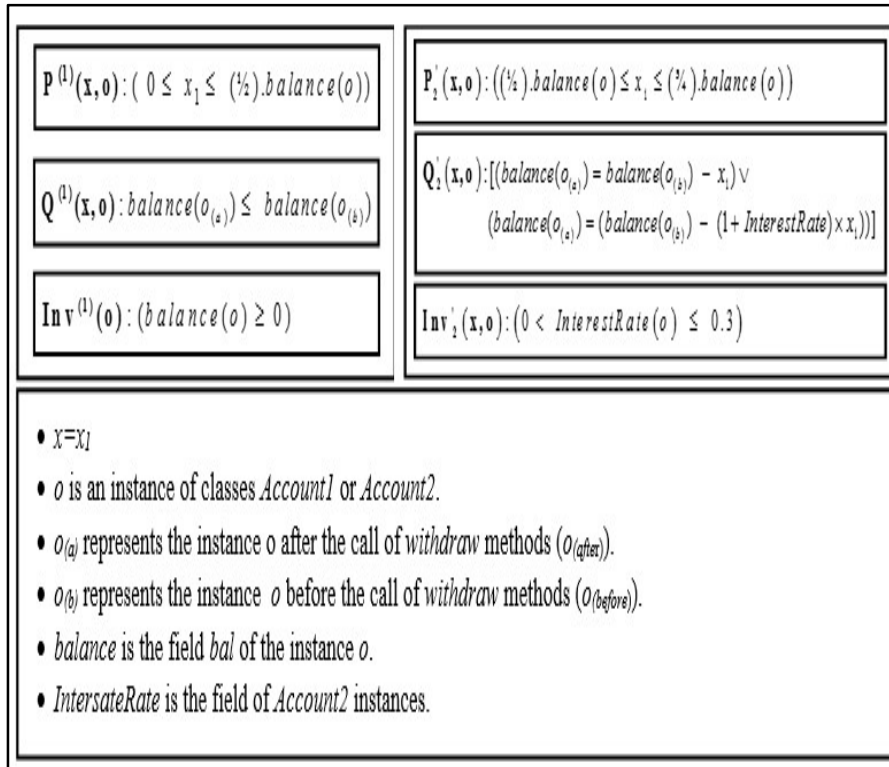 P⁽¹⁾(x,o) : ( 0 ≤ x₁ ≤ (½).balance(o))
Q⁽¹⁾(x,o) : balance(o₍ₐ₎) ≤ balance(o₍b₎)
Inv⁽¹⁾(o) : (balance(o) ≥ 0)
P'₂(x,o) : ((½).balance(o) ≤ x₁ ≤ (¾).balance(o))
Q'₂(x,o) :[(balance(o₍ₐ₎) = balance(o₍b₎) − x₁) ∨
(balance(o₍ₐ₎) = (balance(o₍b₎) − (1+ InterestRate) × x₁))]
Inv'₂(x,o) : (0 < InterestRate(o) ≤ 0.3)
• x=x₁
• o is an instance of classes Account1 or Account2.
• o(a) represents the instance o after the call of withdraw methods (o(after)).
• o(b) represents the instance o before the call of withdraw methods (o(before)).
• balance is the field bal of the instance o.
• IntersateRate is the field of Account2 instances.